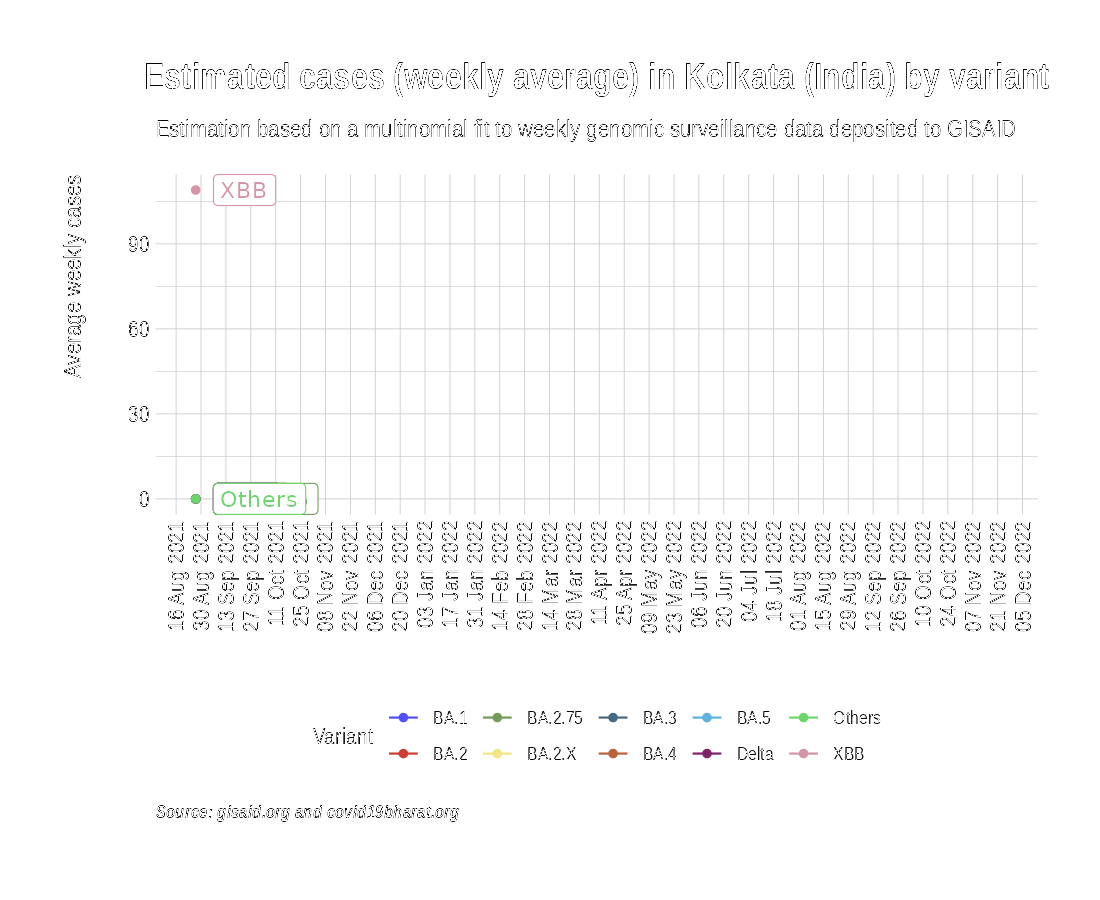 Estimated cases (weekly average) in Kolkata (India) by variant
Estimation based on a multinomial fit to weekly genomic surveillance data deposited to GISAID
Average weekly cases
XBB
90
60
30
0
Others
16 Aug 2021
30 Aug 2021
13 Sep 2021
27 Sep 2021
11 Oct 2021
25 Oct 2021
08 Nov 2021
22 Nov 2021
06 Dec 2021
20 Dec 2021
03 Jan 2022
17 Jan 2022
31 Jan 2022
14 Feb 2022
28 Feb 2022
14 Mar 2022
28 Mar 2022
11 Apr 2022
25 Apr 2022
09 May 2022
23 May 2022
06 Jun 2022
20 Jun 2022
04 Jul 2022
18 Jul 2022
01 Aug 2022
15 Aug 2022
29 Aug 2022
12 Sep 2022
26 Sep 2022
10 Oct 2022
24 Oct 2022
07 Nov 2022
21 Nov 2022
05 Dec 2022
Variant
BA.1 BA.2.75 BA.3 BA.5 Others
BA.2 BA.2.X BA.4 Delta XBB
Source: gisaid.org and covid19bharat.org